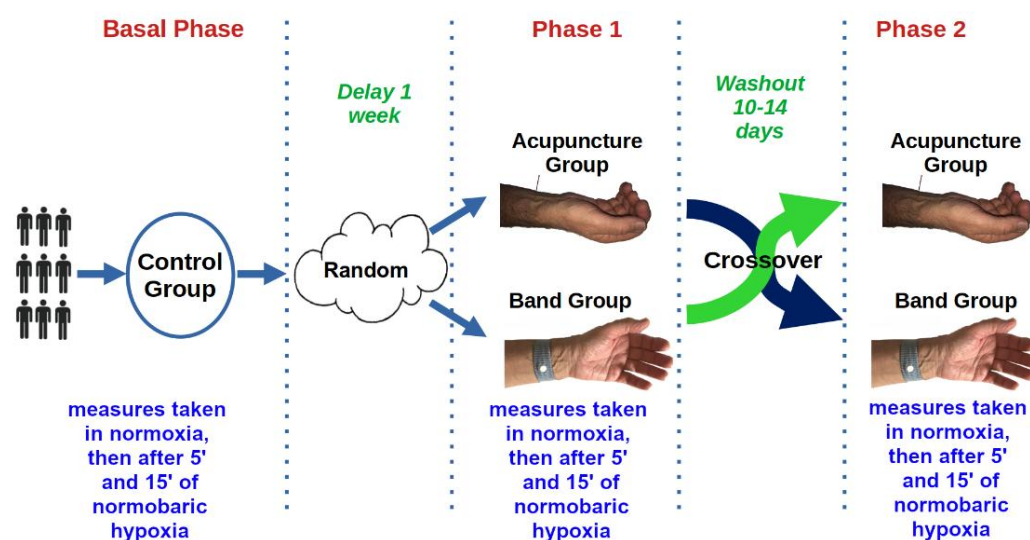 Basal Phase
Delay 1
week
Phase 1
Washout
10-14
days
Phase 2
Control
Group
Random
Acupuncture
Group
Band Group
Crossover
Acupuncture
Group
Band Group
measures taken
in normoxia,
then after 5'
and 15' of
normobaric
hypoxia
measures taken
in normoxia,
then after 5'
and 15' of
normobaric
hypoxia
measures taken
in normoxia,
then after 5'
and 15' of
normobaric
hypoxia